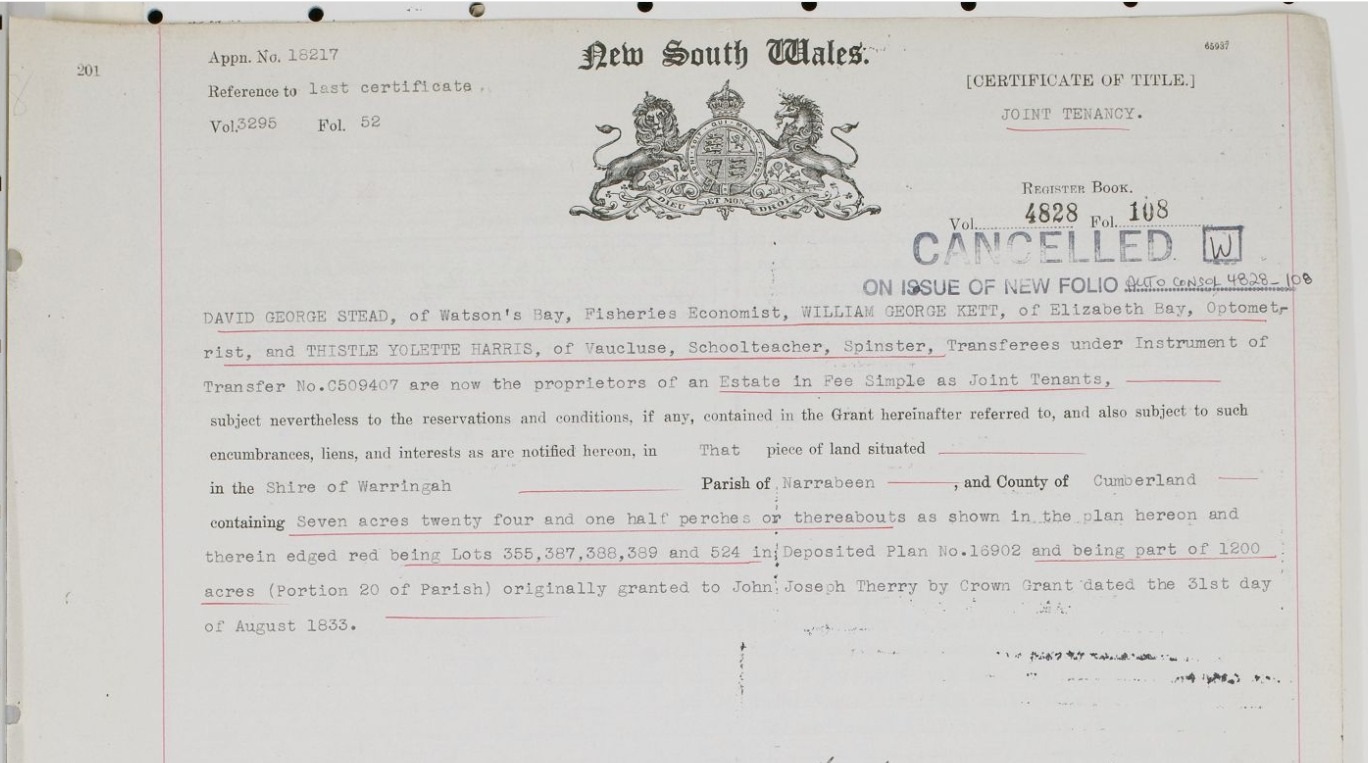 201
Appn. No. 18217
Reference to last certificate.
Vol. 3295 Fol. 52
New South Wales.
HONI SOIT QUI MAL Y PENSE
DIEU ET MON DROIT
65937
[CERTIFICATE OF TITLE.]
JOINT TENANCY.
REGISTER BOOK.
Vol. 4828 Fol. 108
CANCELLED W
ON ISSUE OF NEW FOLIO AUTO CONSOL 4828-108
DAVID GEORGE STEAD, of Watson's Bay, Fisheries Economist, WILLIAM GEORGE KETT, of Elizabeth Bay, Optomet-
rist, and THISTLE YOLETTE HARRIS, of Vaucluse, Schoolteacher, Spinster, Transferees under Instrument of
Transfer No.C509407 are now the proprietors of an Estate in Fee Simple as Joint Tenants,
subject nevertheless to the reservations and conditions, if any, contained in the Grant hereinafter referred to, and also subject to such
encumbrances, liens, and interests as are notified hereon, in That piece of land situated
in the Shire of Warringah Parish of Narrabeen , and County of Cumberland
containing Seven acres twenty four and one half perches or thereabouts as shown in the plan hereon and
therein edged red being Lots 355,387,388,389 and 524 in Deposited Plan No.16902 and being part of 1200
acres (Portion 20 of Parish) originally granted to John Joseph Therry by Crown Grant dated the 31st day
of August 1833.